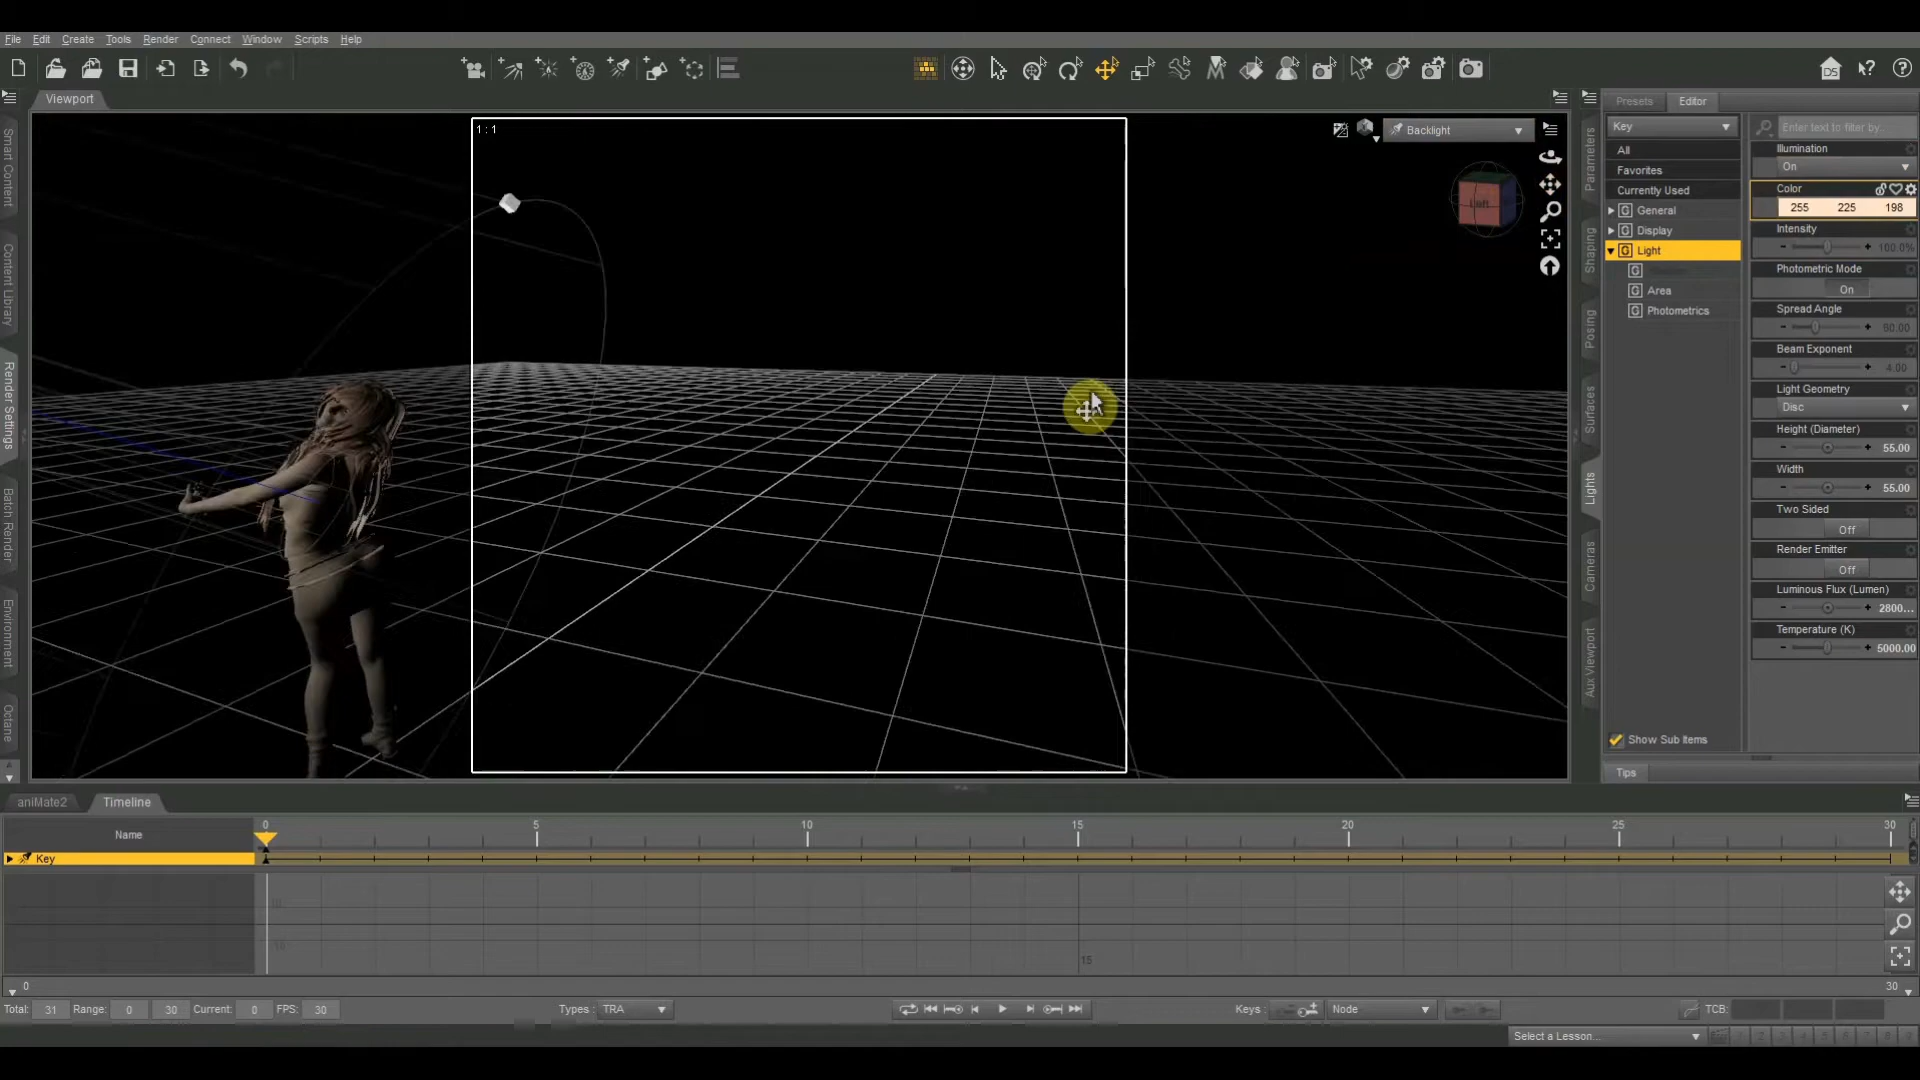 File Edit Create Tools Render Connect Window Scripts Help
Viewport
Presets Editor
1 : 1
Backlight
Left
Smart Content
Content Library
Render Settings
Batch Render
Environment
Octane
Parameters
Shaping
Posing
Surfaces
Lights
Cameras
Aux Viewport
Key
All
Favorites
Currently Used
General
Display
Light
Area
Photometrics
Show Sub Items
Tips
Enter text to filter by...
Illumination
On
Color
255 225 198
Intensity
100.0%
Photometric Mode
On
Spread Angle
60.00
Beam Exponent
4.00
Light Geometry
Disc
Height (Diameter)
55.00
Width
55.00
Two Sided
Off
Render Emitter
Off
Luminous Flux (Lumen)
2800...
Temperature (K)
5000.00
aniMate2 Timeline
Name
0 5 10 15 20 25 30
Key
15
0 30
Total: 31 Range: 0 30 Current: 0 FPS: 30 Types : TRA Keys : Node TCB:
Select a Lesson...